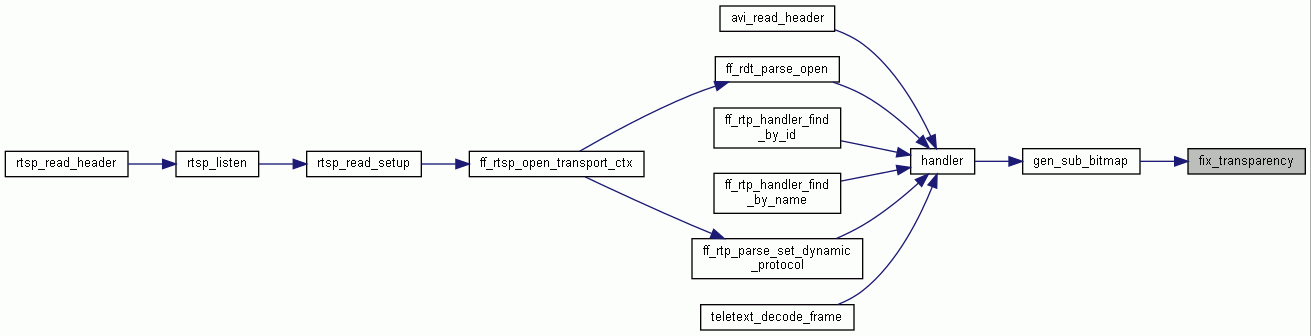 avi_read_header
ff_rdt_parse_open
ff_rtp_handler_find
_by_id
rtsp_read_header
rtsp_listen
rtsp_read_setup
ff_rtsp_open_transport_ctx
handler
gen_sub_bitmap
fix_transparency
ff_rtp_handler_find
_by_name
ff_rtp_parse_set_dynamic
_protocol
teletext_decode_frame